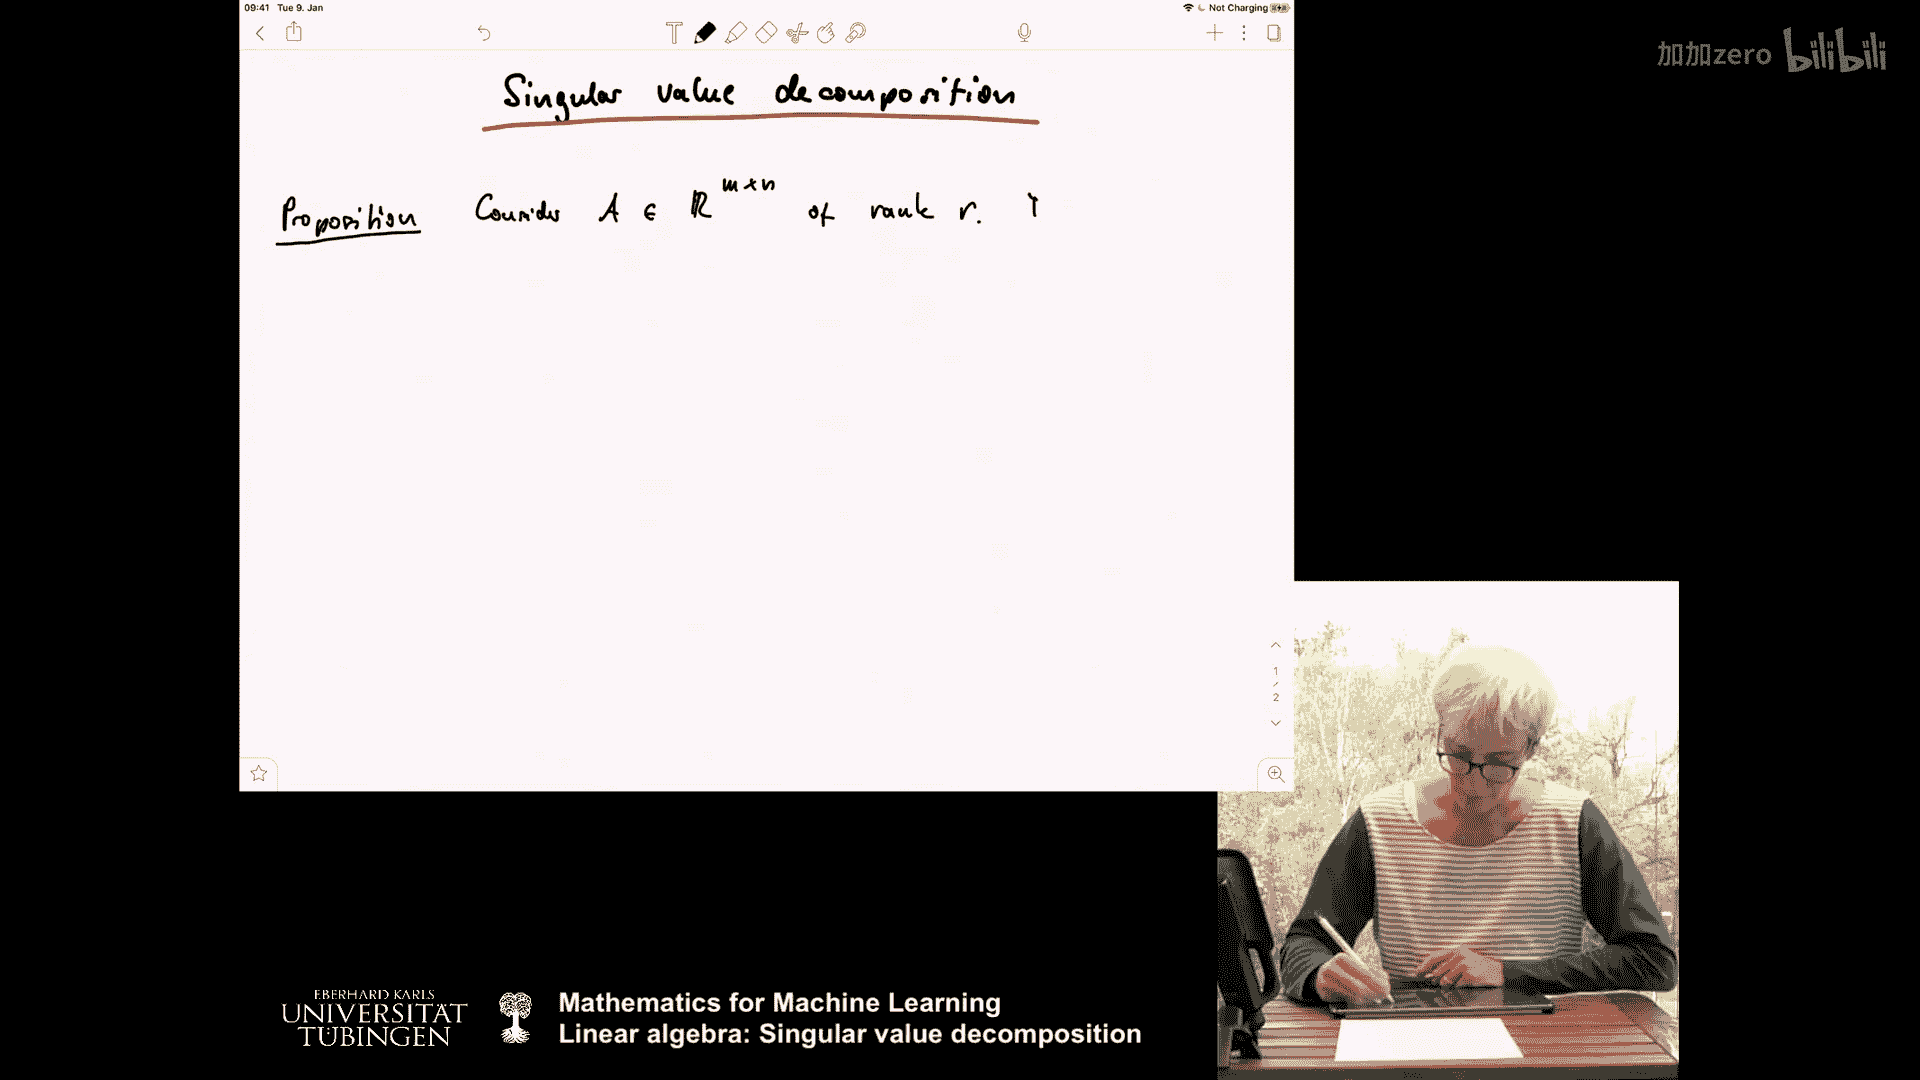 09:41 Tue 9. Jan
Not Charging
加加zero bilibili
Singular value decomposition
Proposition Consider A ∈ ℝ^{m×n} of rank r.
1
2
EBERHARD KARLS
UNIVERSITÄT
TÜBINGEN
Mathematics for Machine Learning
Linear algebra: Singular value decomposition